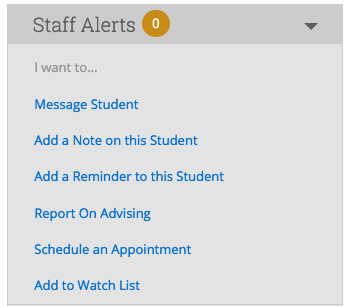 Staff Alerts 0
I want to...
Message Student
Add a Note on this Student
Add a Reminder to this Student
Report On Advising
Schedule an Appointment
Add to Watch List